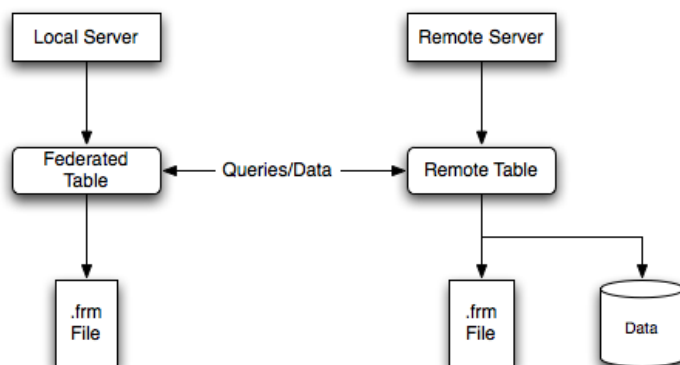 Local Server
Remote Server
Federated
Table
Queries/Data
Remote Table
.frm
File
.frm
File
Data